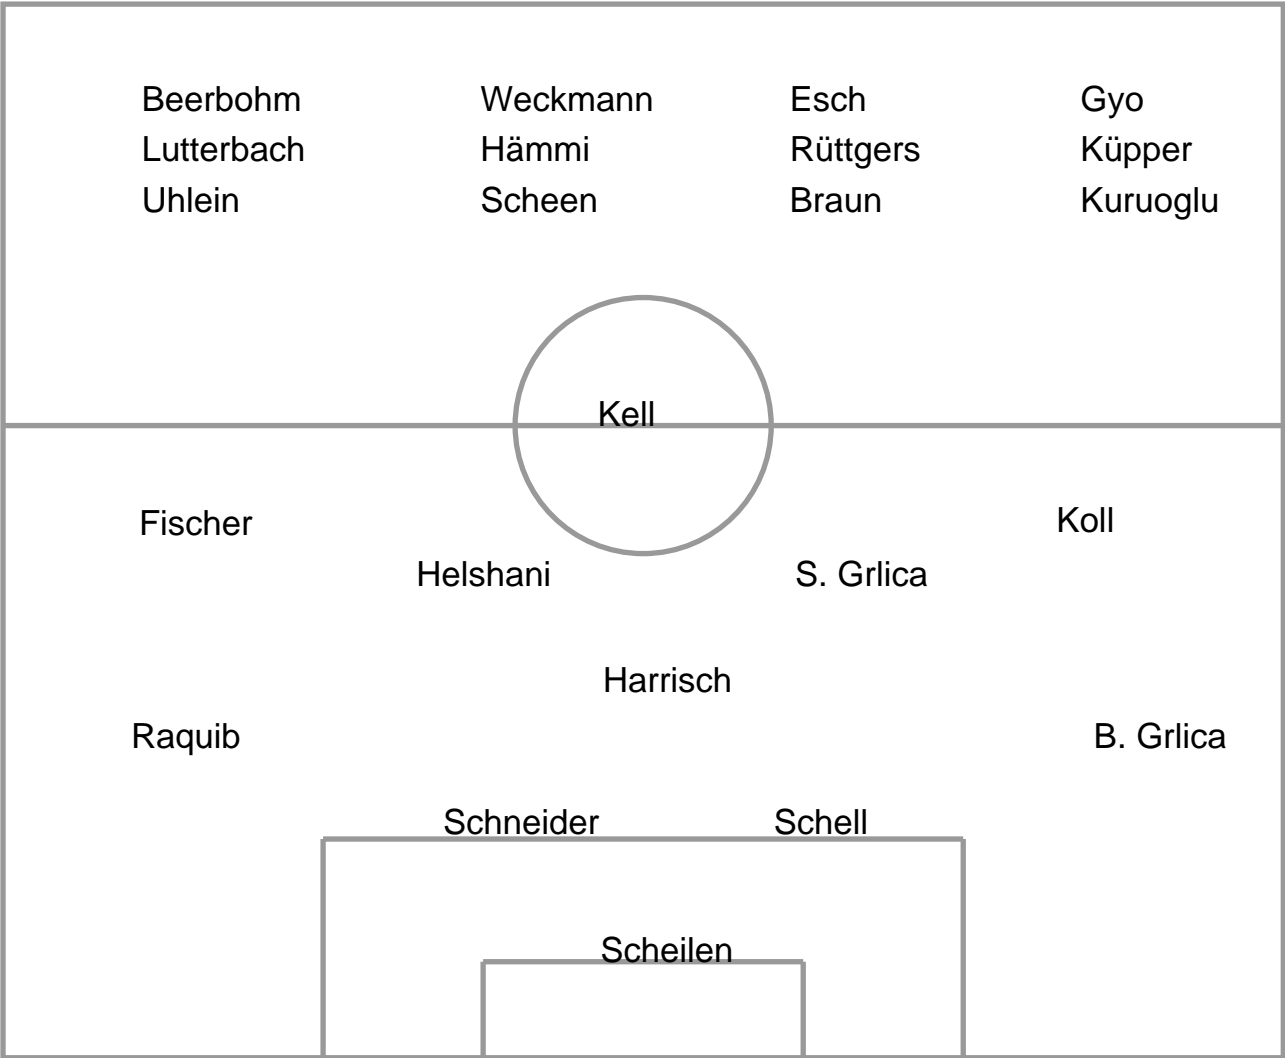 Beerbohm Weckmann Esch Gyo
Lutterbach Hämmi Rüttgers Küpper
Uhlein Scheen Braun Kuruoglu
Kell
Fischer Koll
Helshani S. Grlica
Harrisch
Raquib B. Grlica
Schneider Schell
Scheilen